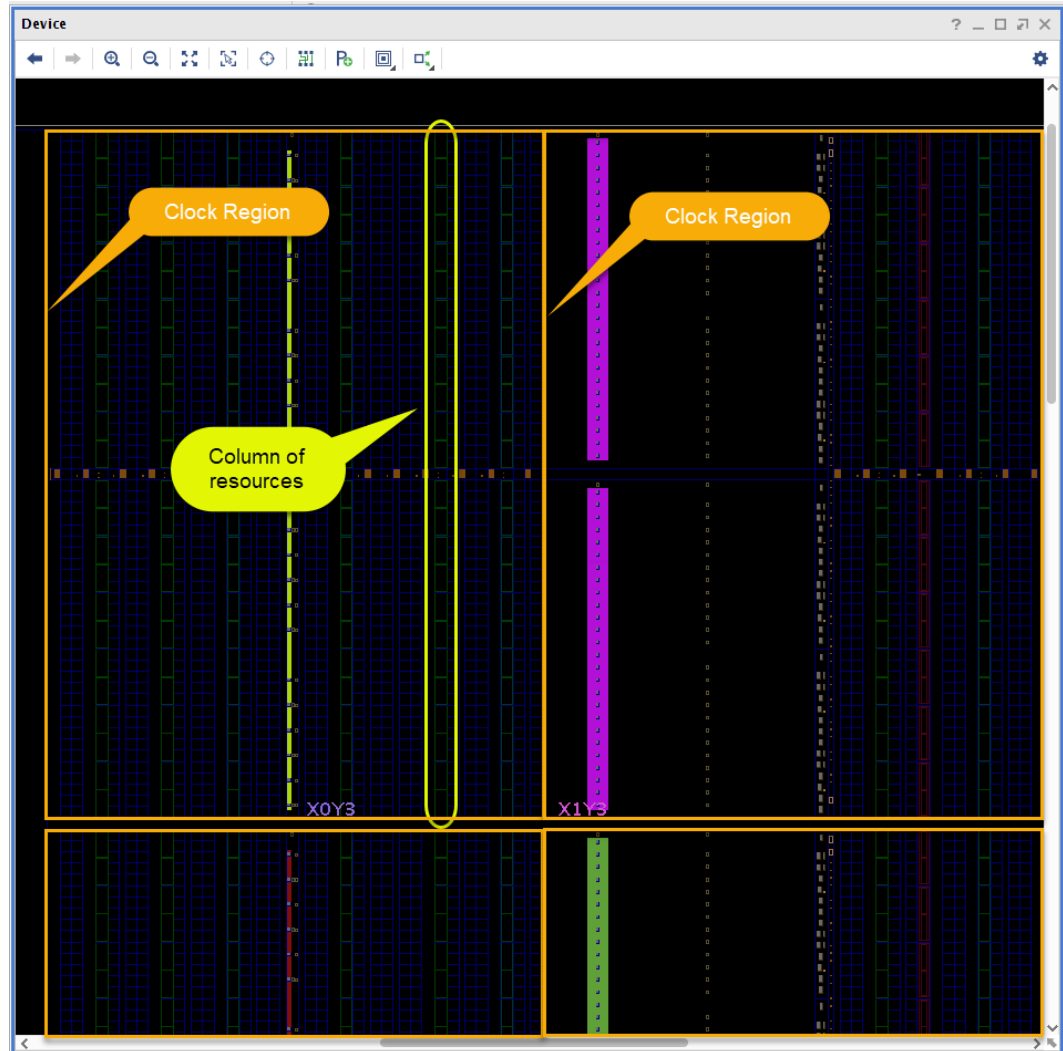 Device
Clock Region
Clock Region
Column of
resources
X0Y3
X1Y3